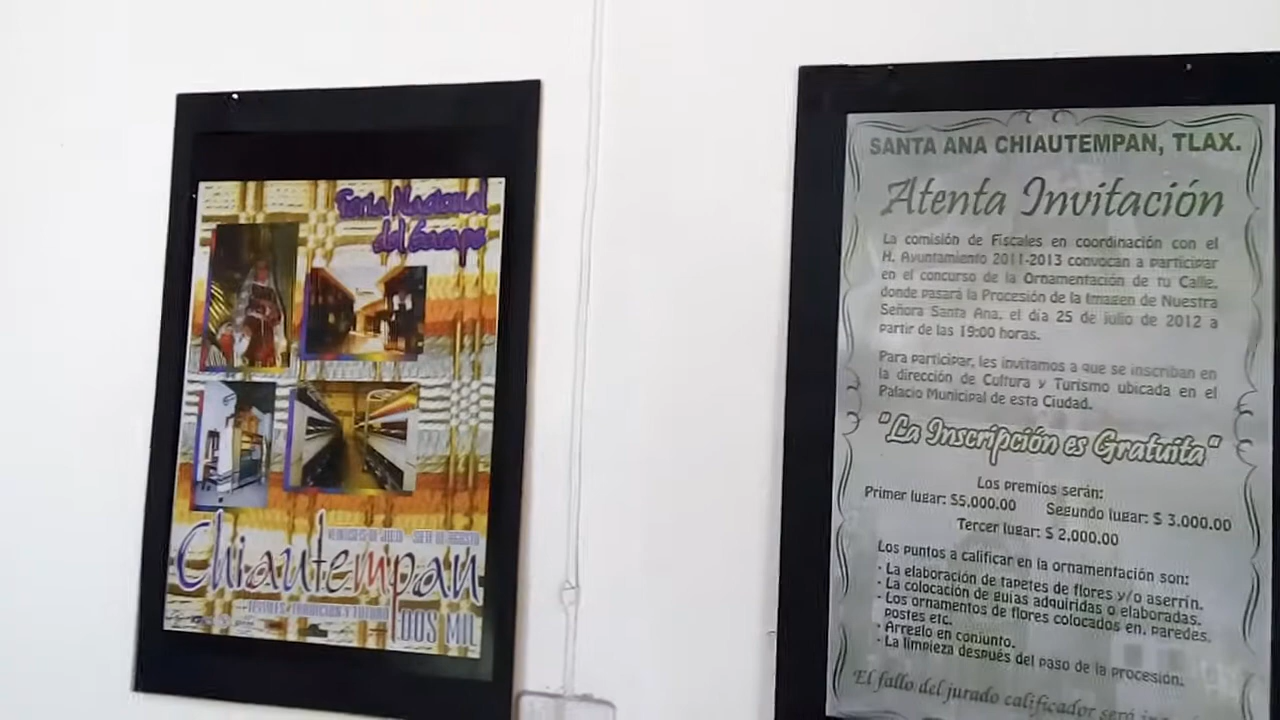 Feria Nacional
del Sarape
Chiautempan
TEXTILES, TRADICION Y FUTURO
DOS MIL
SANTA ANA CHIAUTEMPAN, TLAX.
Atenta Invitación
La comisión de Fiscales en coordinación con el
H. Ayuntamiento 2011-2013 convocan a participar
en el concurso de la Ornamentación de tu Calle,
donde pasará la Procesión de la Imagen de Nuestra
Señora Santa Ana, el día 25 de julio de 2012 a
partir de las 19:00 horas.
Para participar, les invitamos a que se inscriban en
la dirección de Cultura y Turismo ubicada en el
Palacio Municipal de esta Ciudad.
"La Inscripción es Gratuita"
Los premios serán:
Primer lugar: $5,000.00 Segundo lugar: $ 3,000.00
Tercer lugar: $ 2,000.00
Los puntos a calificar en la ornamentación son:
- La elaboración de tapetes de flores y/o aserrín.
- La colocación de guías adquiridas o elaboradas.
- Los ornamentos de flores colocados en, paredes,
postes etc.
- Arreglo en conjunto.
- La limpieza después del paso de la procesión.
El fallo del jurado calificador será